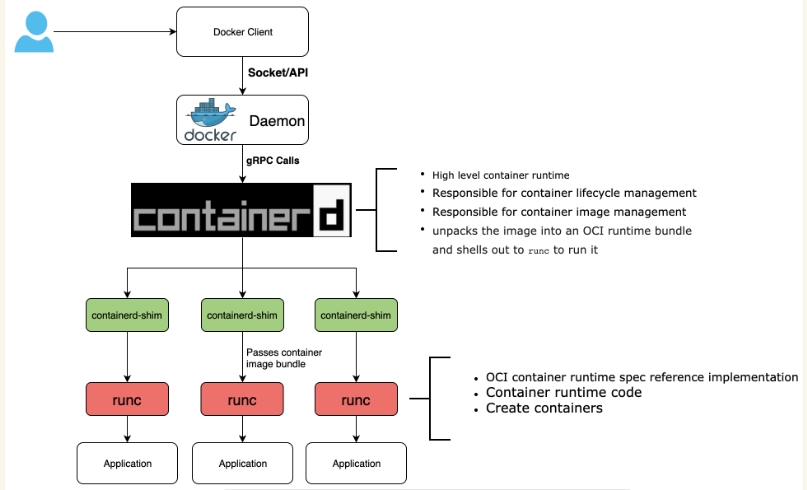 Docker Client
Socket/API
docker
Daemon
gRPC Calls
containerd
• High level container runtime
• Responsible for container lifecycle management
• Responsible for container image management
• unpacks the image into an OCI runtime bundle
and shells out to runc to run it
containerd-shim
containerd-shim
containerd-shim
Passes container
image bundle
runc
runc
runc
• OCI container runtime spec reference implementation
• Container runtime code
• Create containers
Application
Application
Application